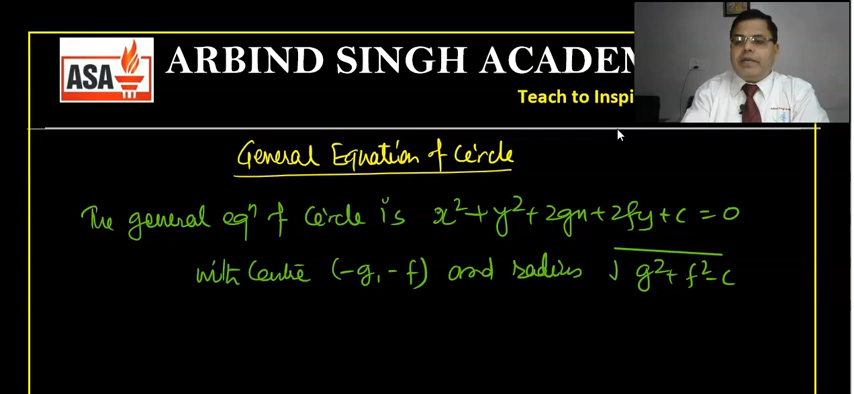 ASA
ARBIND SINGH ACADEM
Teach to Inspi
General Equation of Circle
The general eqⁿ of circle is x² + y² + 2gx + 2fy + c = 0
with centre (-g, -f) and radius √g² + f² - c